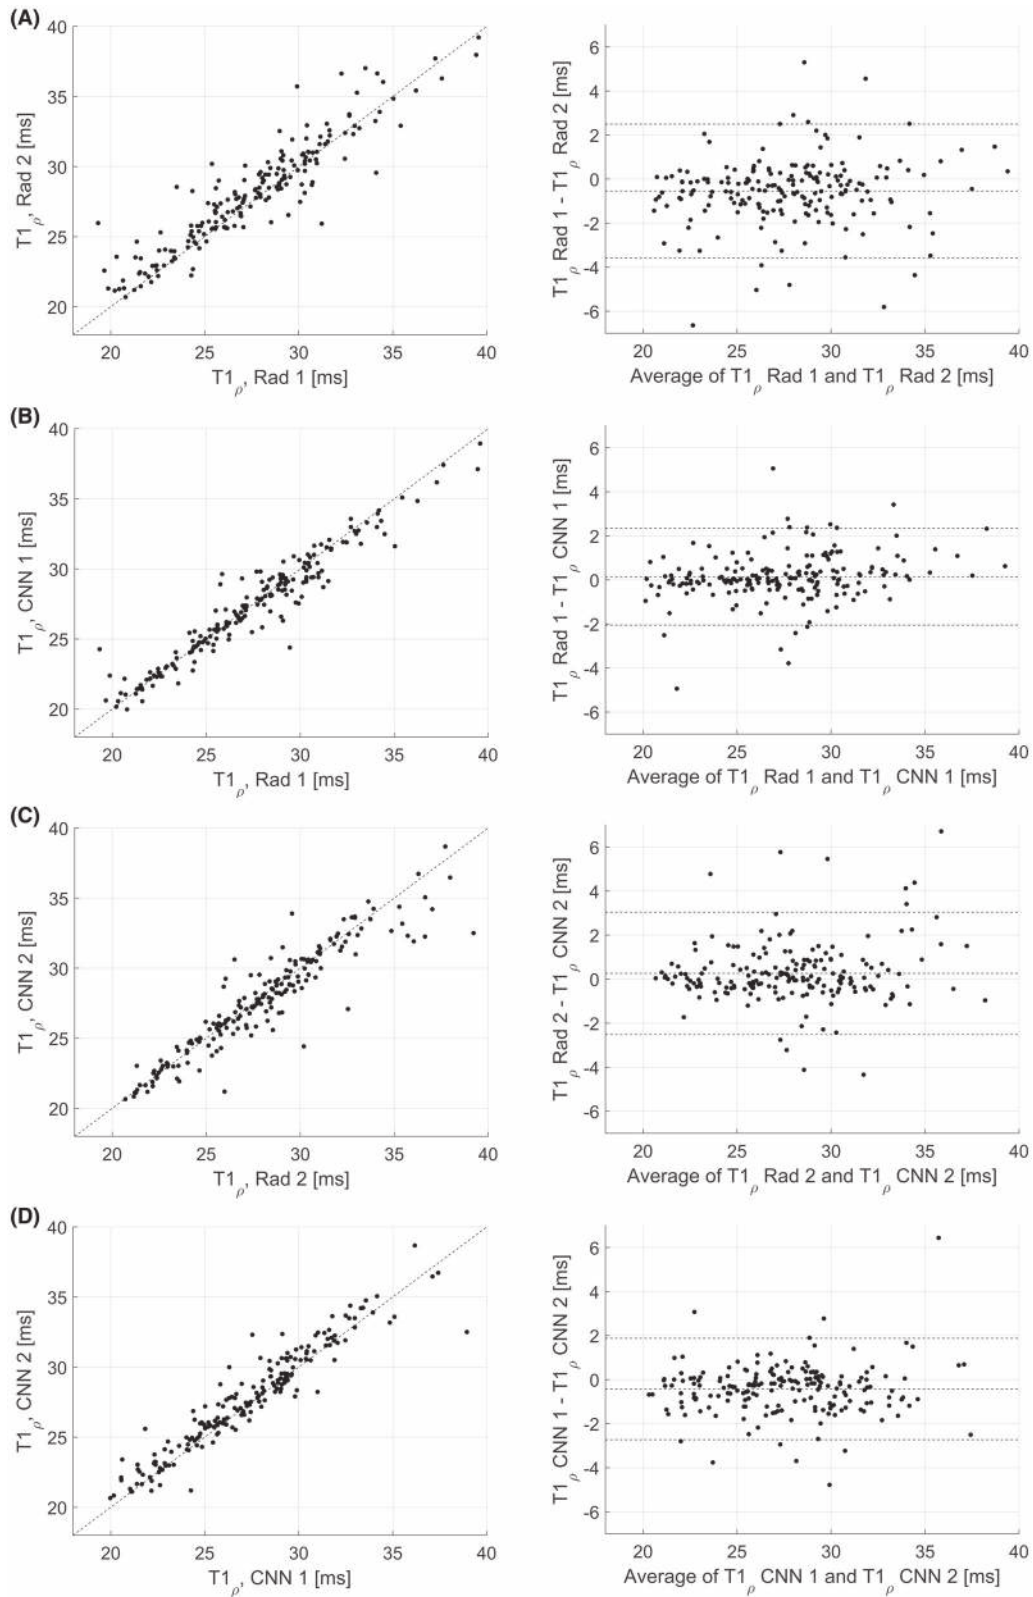 (A)
40
35
30
25
20
T1ρ, Rad 2 [ms]
20 25 30 35 40
T1ρ, Rad 1 [ms]
6
4
2
0
-2
-4
-6
T1ρ Rad 1 - T1ρ Rad 2 [ms]
20 25 30 35 40
Average of T1ρ Rad 1 and T1ρ Rad 2 [ms]
(B)
40
35
30
25
20
T1ρ, CNN 1 [ms]
20 25 30 35 40
T1ρ, Rad 1 [ms]
6
4
2
0
-2
-4
-6
T1ρ Rad 1 - T1ρ CNN 1 [ms]
20 25 30 35 40
Average of T1ρ Rad 1 and T1ρ CNN 1 [ms]
(C)
40
35
30
25
20
T1ρ, CNN 2 [ms]
20 25 30 35 40
T1ρ, Rad 2 [ms]
6
4
2
0
-2
-4
-6
T1ρ Rad 2 - T1ρ CNN 2 [ms]
20 25 30 35 40
Average of T1ρ Rad 2 and T1ρ CNN 2 [ms]
(D)
40
35
30
25
20
T1ρ, CNN 2 [ms]
20 25 30 35 40
T1ρ, CNN 1 [ms]
6
4
2
0
-2
-4
-6
T1ρ CNN 1 - T1ρ CNN 2 [ms]
20 25 30 35 40
Average of T1ρ CNN 1 and T1ρ CNN 2 [ms]